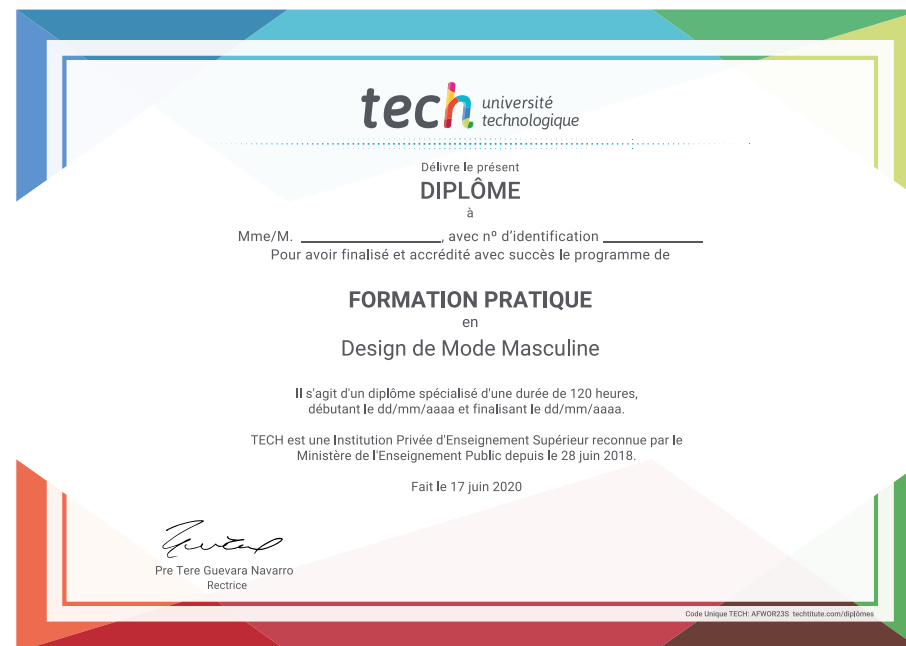 tech université
technologique
Délivre le présent
DIPLÔME
à
Mme/M. ____________________, avec nº d'identification ______________
Pour avoir finalisé et accrédité avec succès le programme de
FORMATION PRATIQUE
en
Design de Mode Masculine
Il s'agit d'un diplôme spécialisé d'une durée de 120 heures,
débutant le dd/mm/aaaa et finalisant le dd/mm/aaaa.
TECH est une Institution Privée d'Enseignement Supérieur reconnue par le
Ministère de l'Enseignement Public depuis le 28 juin 2018.
Fait le 17 juin 2020
Pre Tere Guevara Navarro
Rectrice
Code Unique TECH: AFWOR23S techtitute.com/diplômes